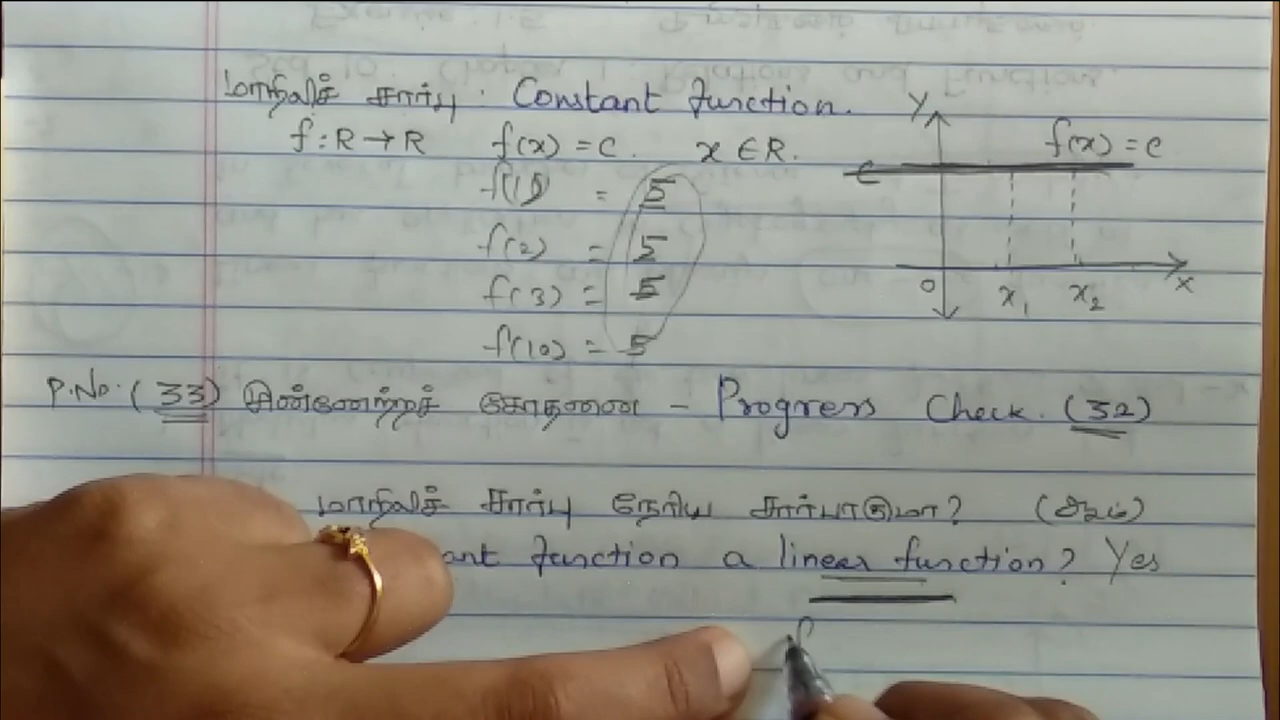 மாறிலிச் சார்பு : Constant function.
f : R → R f(x) = c. x ∈ R.
f(1) = 5
f(2) = 5
f(3) = 5
f(10) = 5
Y
f(x) = c
c
0 x₁ x₂ X
P.No. (33) முன்னேற்றச் சோதனை - Progress Check. (32)
மாறிலிச் சார்பு நேரிய சார்பாகுமா? (ஆம்)
ant function a linear function? Yes